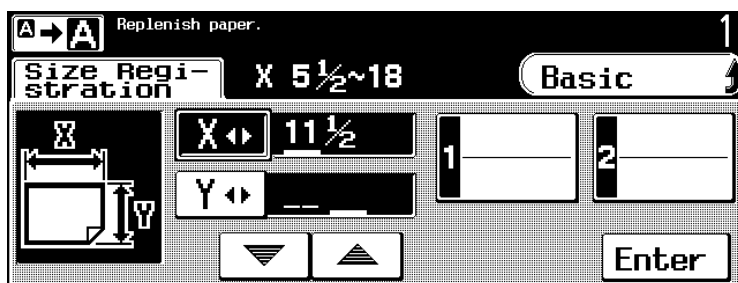 A→A Replenish paper. 1
Size Regi-
stration
X 5½~18
Basic
X
X 11½
1
2
Y
Y
Enter